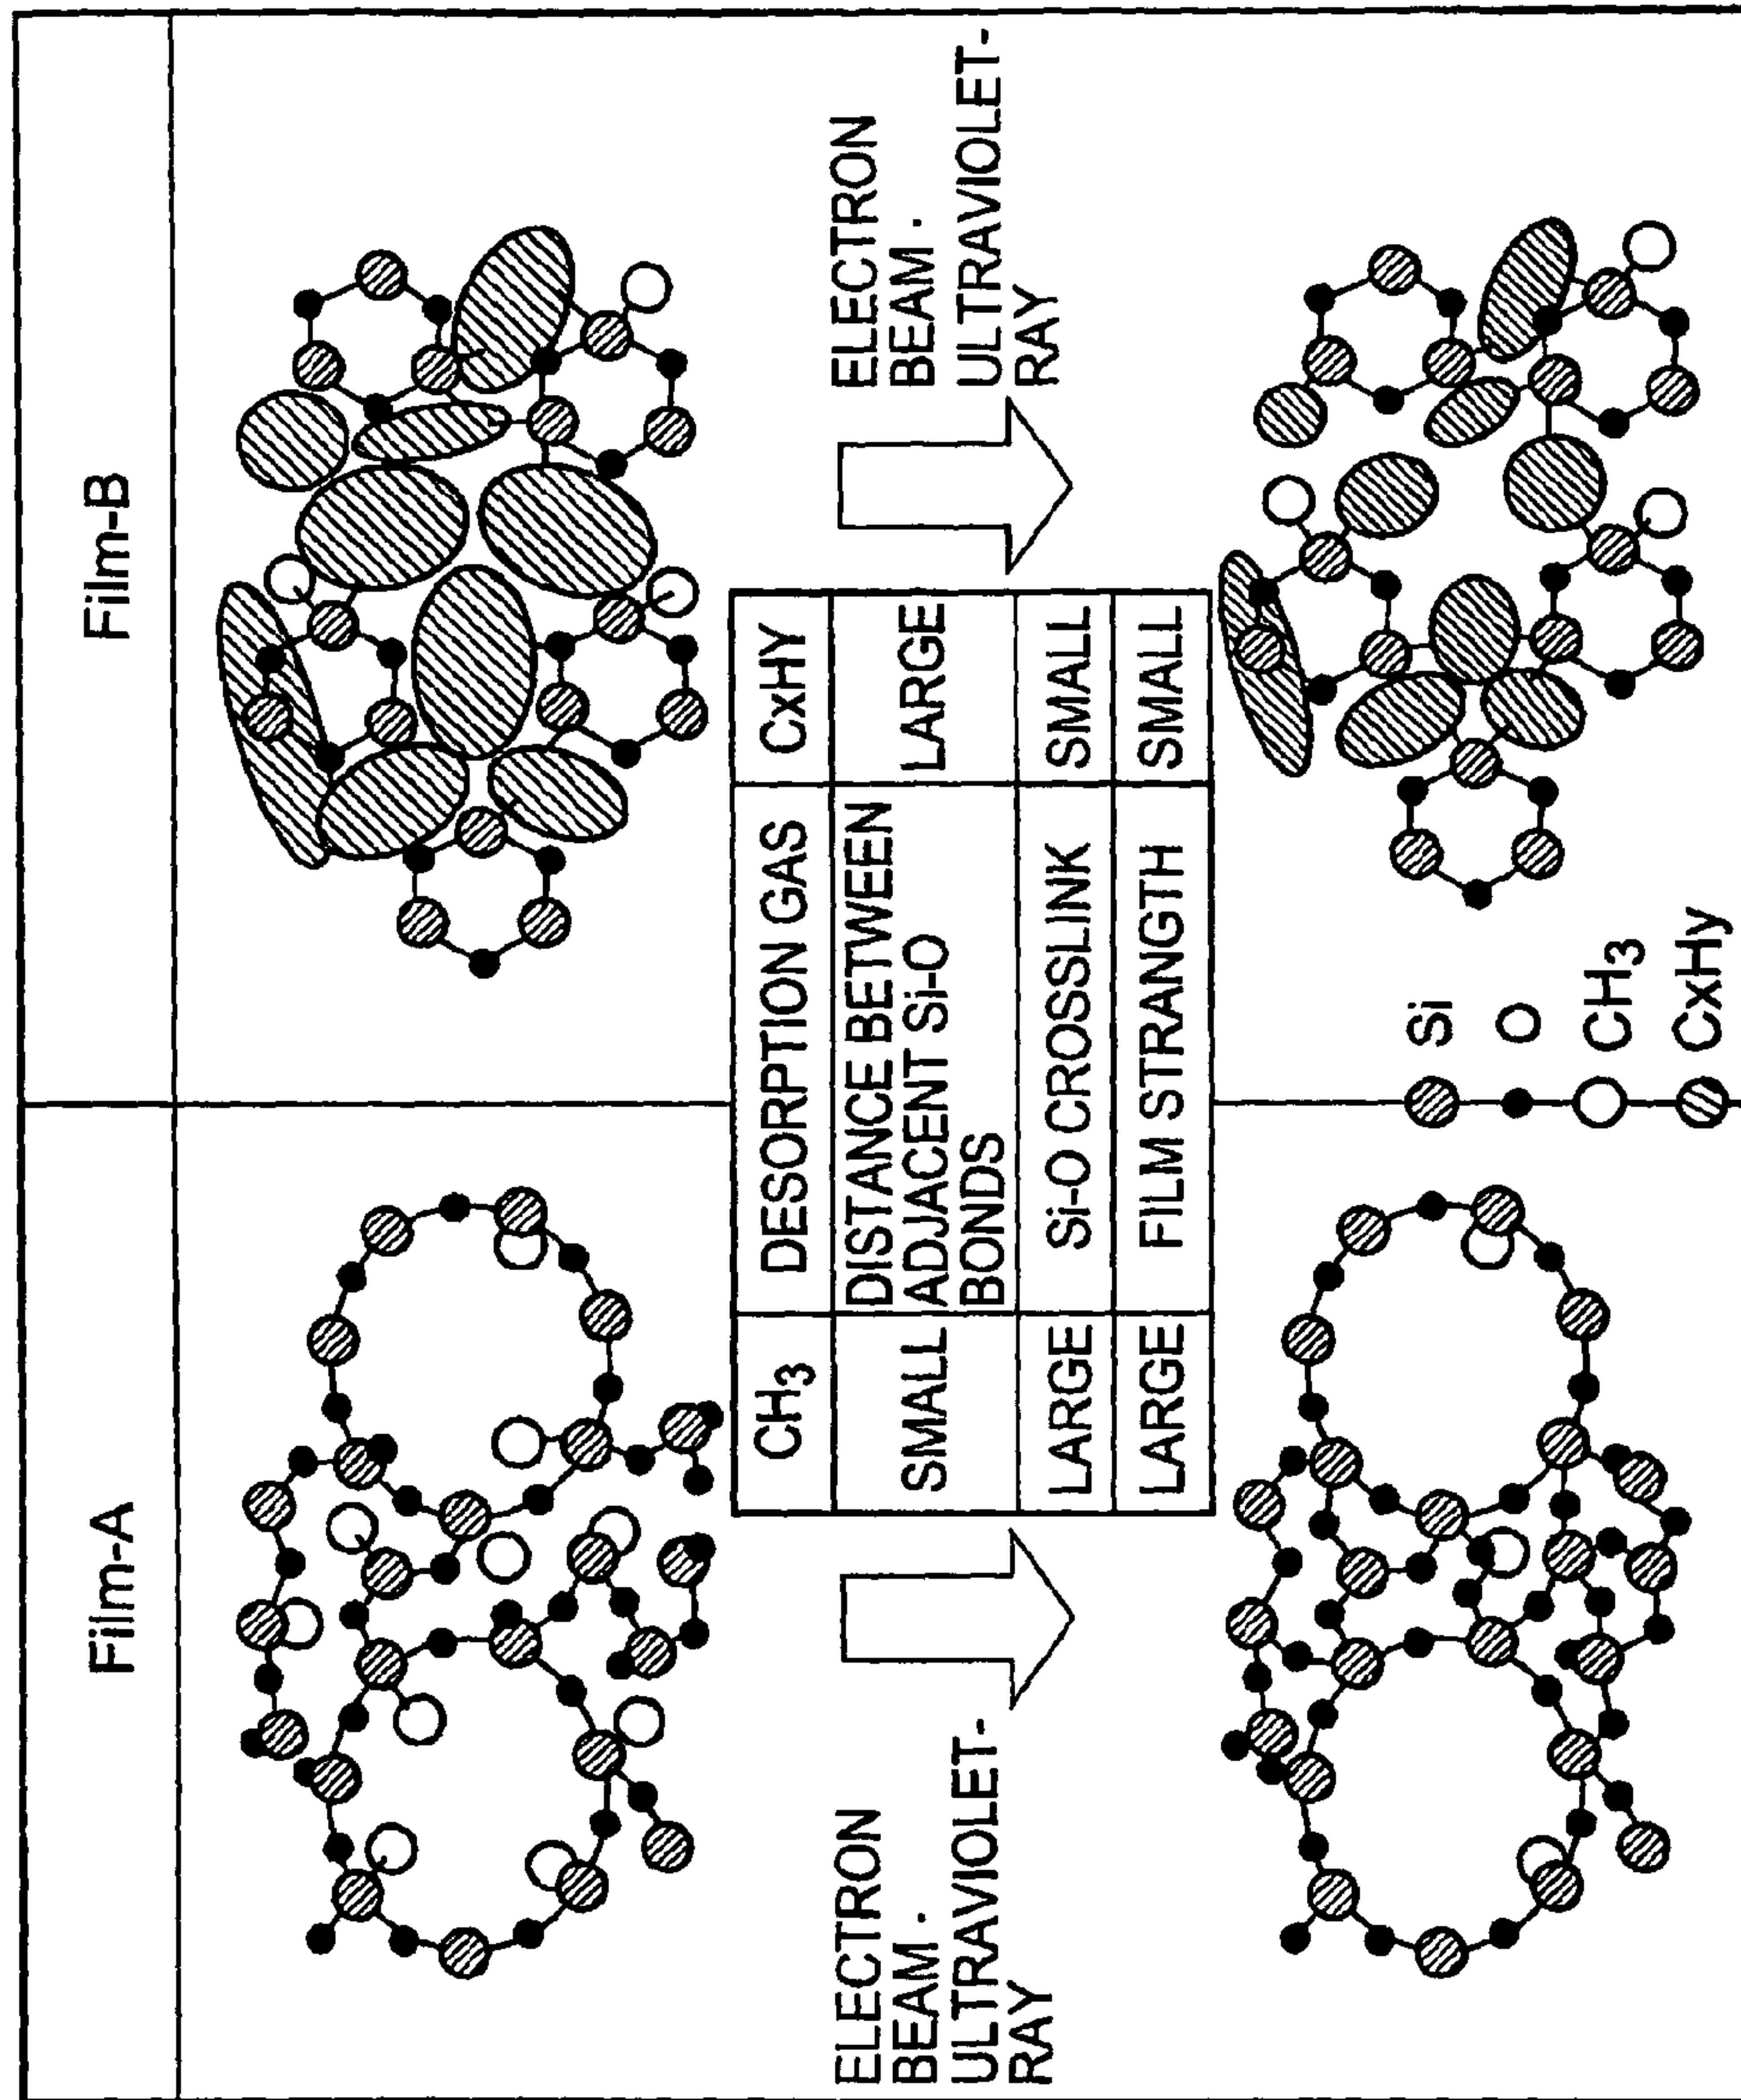 Film-A
Film-B
ELECTRON
BEAM .
ULTRAVIOLET-
RAY
ELECTRON
BEAM .
ULTRAVIOLET-
RAY
CH3 DESORPTION GAS CxHY
SMALL DISTANCE BETWEEN LARGE
ADJACENT Si-O
BONDS
LARGE Si-O CROSSLINK SMALL
LARGE FILM STRANGTH SMALL
Si
O
CH3
CxHy